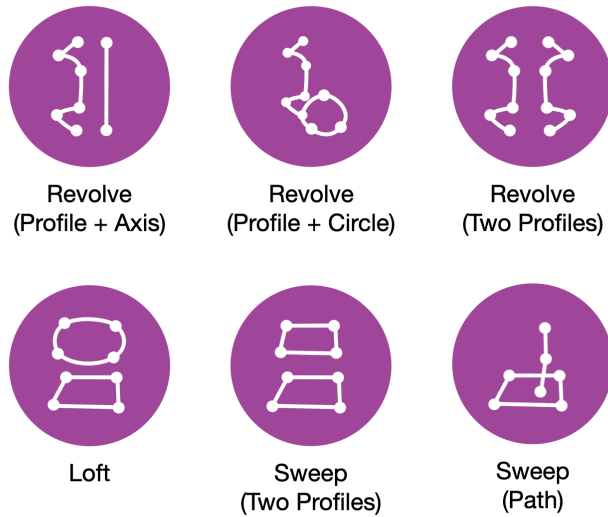 Revolve
(Profile + Axis)
Revolve
(Profile + Circle)
Revolve
(Two Profiles)
Loft
Sweep
(Two Profiles)
Sweep
(Path)